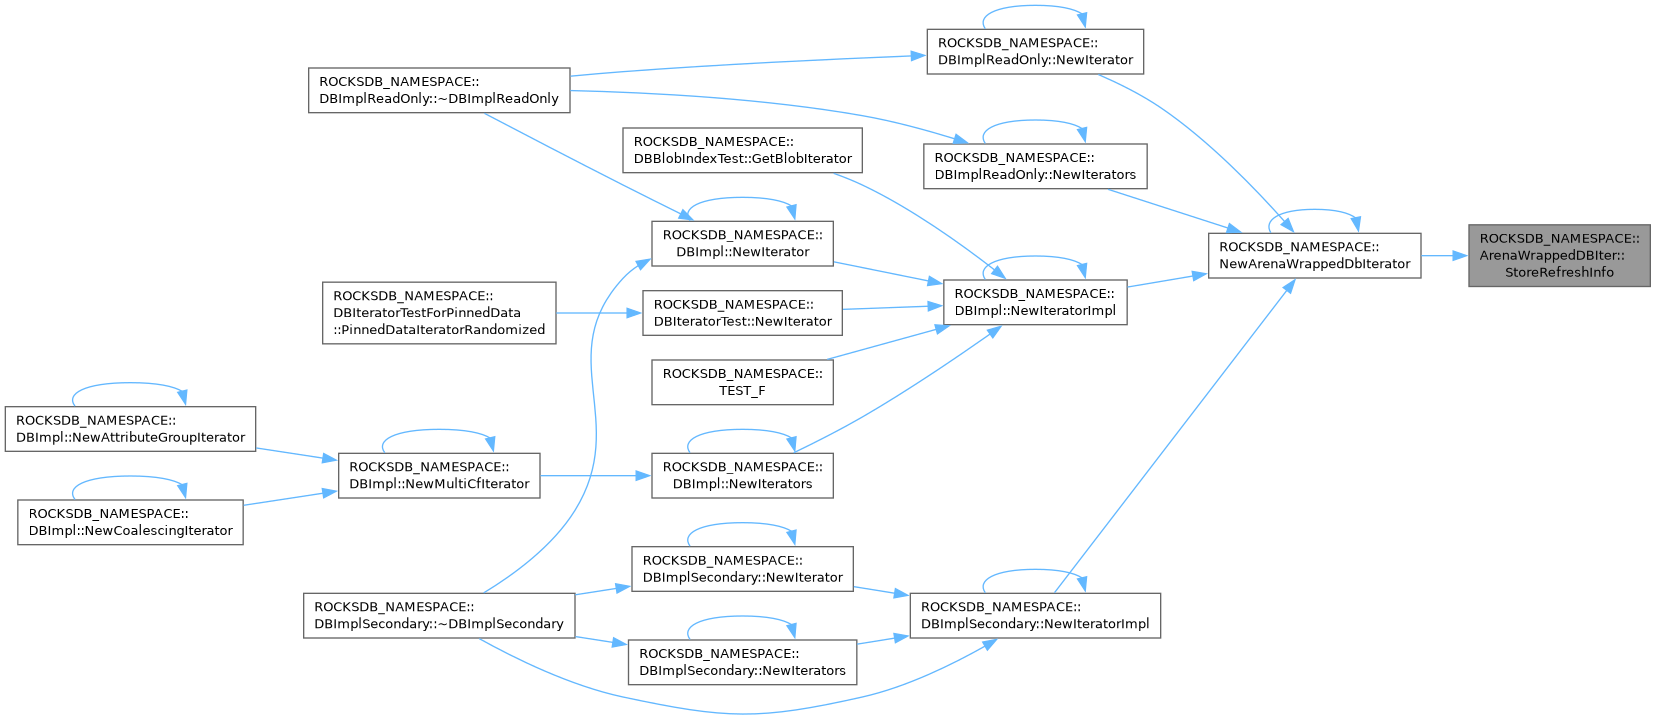 ROCKSDB_NAMESPACE::
DBImplReadOnly::NewIterator
ROCKSDB_NAMESPACE::
DBImplReadOnly::~DBImplReadOnly
ROCKSDB_NAMESPACE::
DBBlobIndexTest::GetBlobIterator
ROCKSDB_NAMESPACE::
DBImplReadOnly::NewIterators
ROCKSDB_NAMESPACE::
DBImpl::NewIterator
ROCKSDB_NAMESPACE::
NewArenaWrappedDbIterator
ROCKSDB_NAMESPACE::
ArenaWrappedDBIter::
StoreRefreshInfo
ROCKSDB_NAMESPACE::
DBIteratorTestForPinnedData
::PinnedDataIteratorRandomized
ROCKSDB_NAMESPACE::
DBIteratorTest::NewIterator
ROCKSDB_NAMESPACE::
DBImpl::NewIteratorImpl
ROCKSDB_NAMESPACE::
TEST_F
ROCKSDB_NAMESPACE::
DBImpl::NewAttributeGroupIterator
ROCKSDB_NAMESPACE::
DBImpl::NewMultiCfIterator
ROCKSDB_NAMESPACE::
DBImpl::NewIterators
ROCKSDB_NAMESPACE::
DBImpl::NewCoalescingIterator
ROCKSDB_NAMESPACE::
DBImplSecondary::NewIterator
ROCKSDB_NAMESPACE::
DBImplSecondary::~DBImplSecondary
ROCKSDB_NAMESPACE::
DBImplSecondary::NewIteratorImpl
ROCKSDB_NAMESPACE::
DBImplSecondary::NewIterators